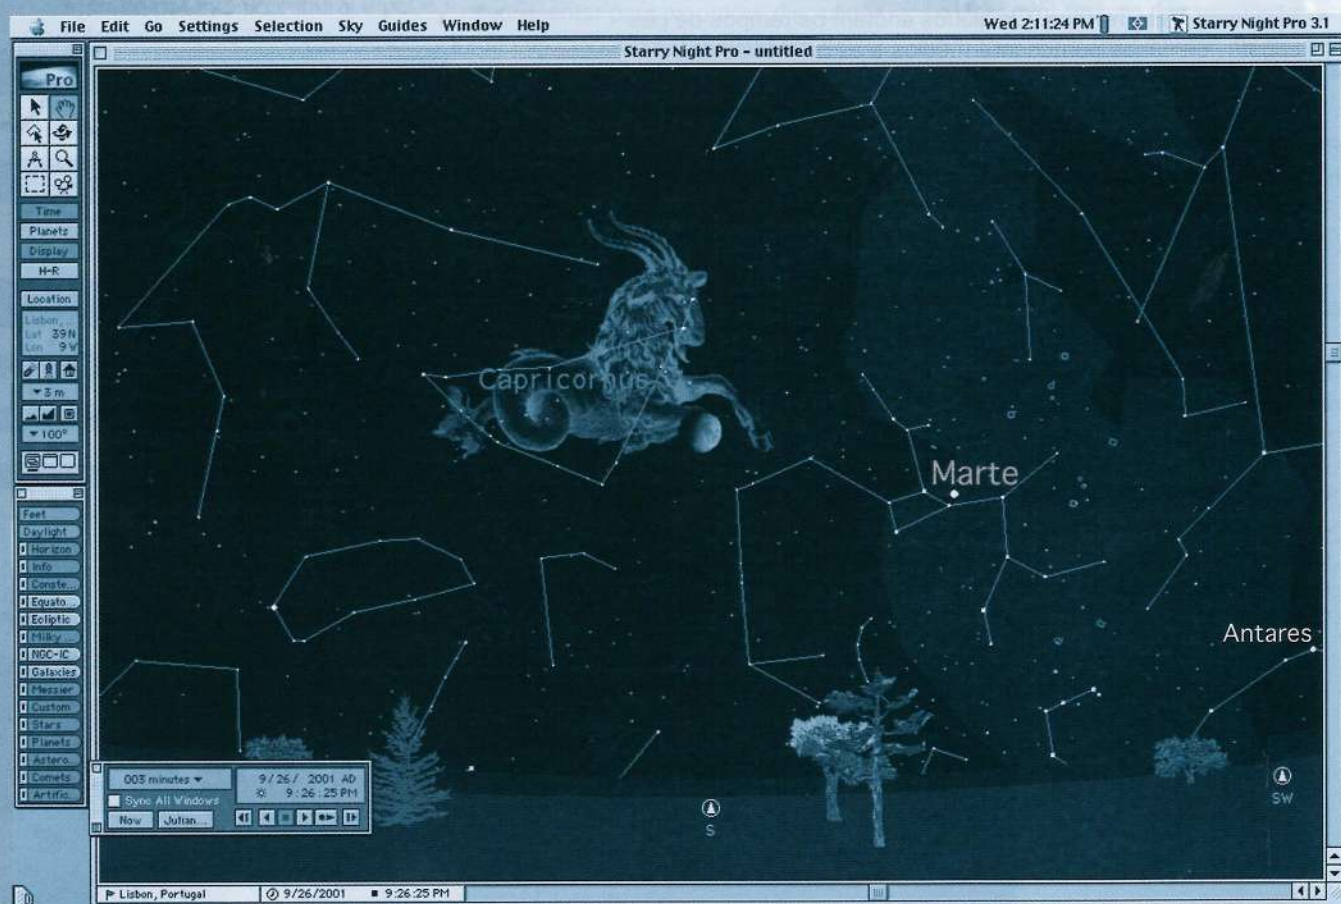 File Edit Go Settings Selection Sky Guides Window Help
Wed 2:11:24 PM
Starry Night Pro 3.1
Starry Night Pro - untitled
Pro
Time
Planets
Display
H-R
Location
Lisbon, ...
Lat 39N
Lon 9 W
3 m
100°
Feet
Daylight
Horizon
Info
Conste...
Equato...
Ecliptic
Milky ...
NGC-IC
Galaxies
Messier
Custom
Stars
Planets
Astero...
Comets
Artific...
Capricornus
Marte
Antares
S
SW
003 minutes
9/26/ 2001 AD
9:26:25 PM
Sync All Windows
Now
Julian...
Lisbon, Portugal
9/26/2001
9:26:25 PM